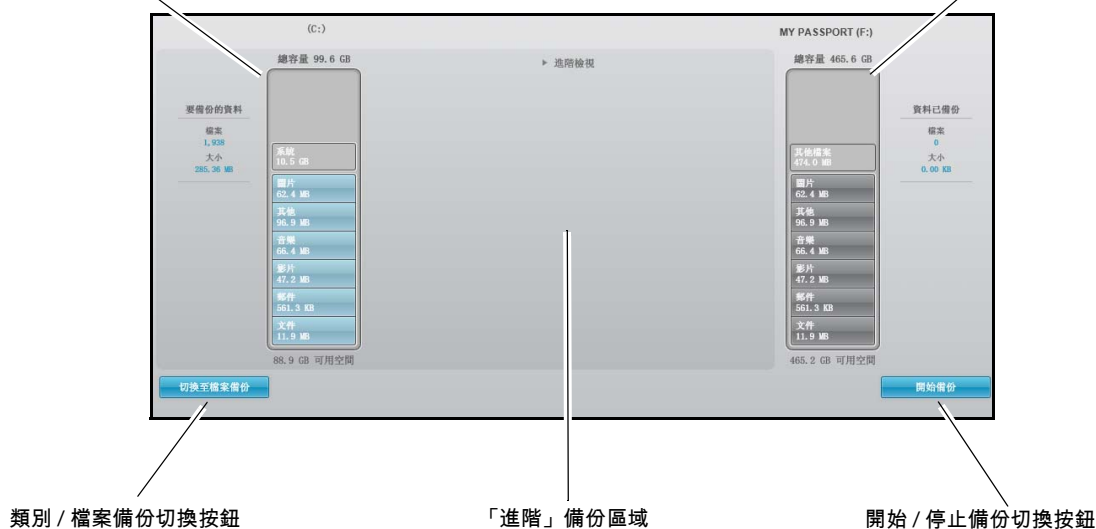 (C:)
MY PASSPORT (F:)
總容量 99.6 GB
進階檢視
總容量 465.6 GB
要備份的資料
檔案
1,938
大小
285.36 MB
系統
10.5 GB
圖片
62.4 MB
其他
96.9 MB
音樂
66.4 MB
影片
47.2 MB
郵件
561.3 KB
文件
11.9 MB
88.9 GB 可用空間
其他檔案
474.0 MB
圖片
62.4 MB
其他
96.9 MB
音樂
66.4 MB
影片
47.2 MB
郵件
561.3 KB
文件
11.9 MB
465.2 GB 可用空間
資料已備份
檔案
0
大小
0.00 KB
切換至檔案備份
開始備份
類別 / 檔案備份切換按鈕
「進階」備份區域
開始 / 停止備份切換按鈕